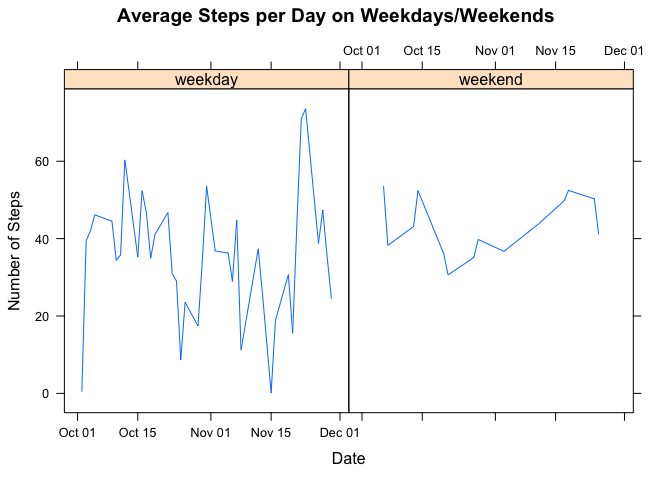 Average Steps per Day on Weekdays/Weekends
Oct 01 Oct 15 Nov 01 Nov 15 Dec 01
weekday weekend
60
40
20
0
Number of Steps
Oct 01 Oct 15 Nov 01 Nov 15 Dec 01
Date